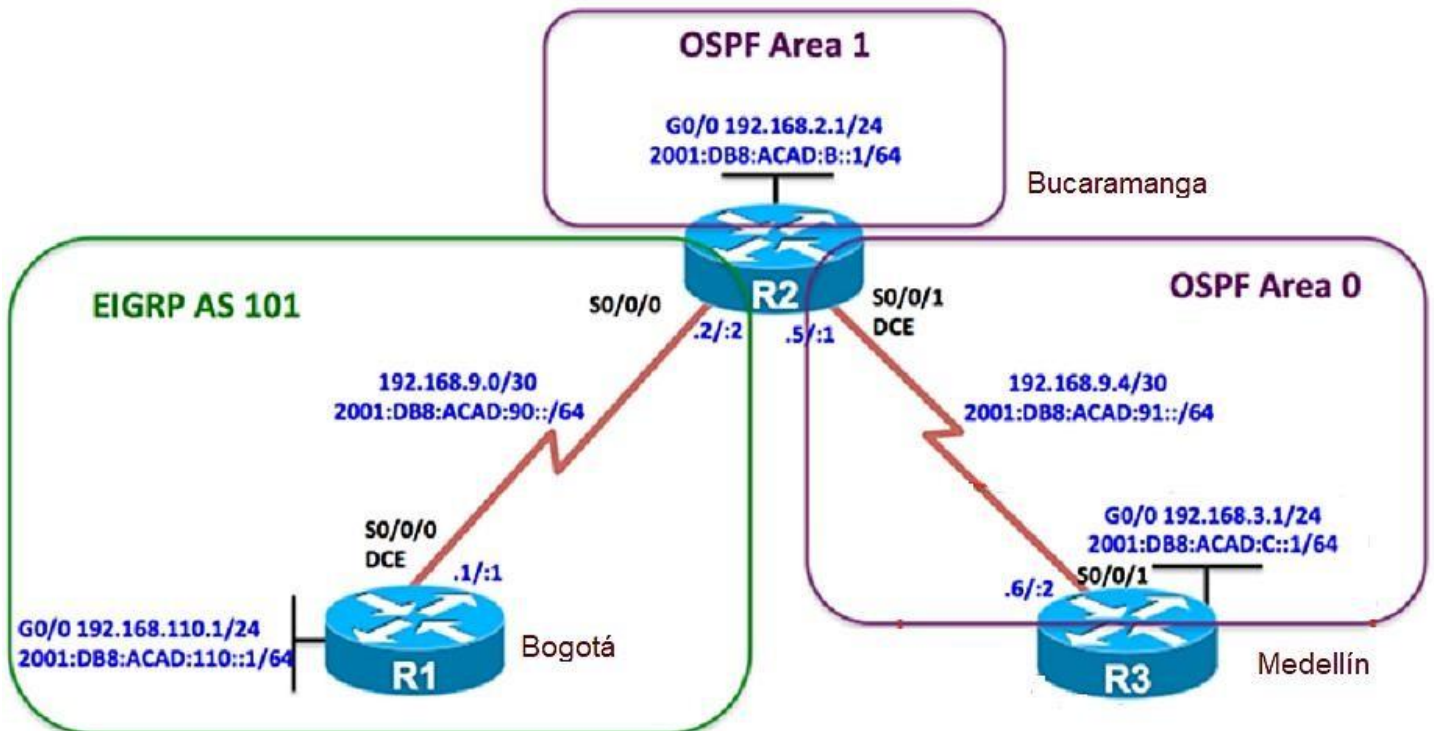 OSPF Area 1
G0/0 192.168.2.1/24
2001:DB8:ACAD:B::1/64
Bucaramanga
R2
EIGRP AS 101
S0/0/0
.2/:2
.5/:1
S0/0/1
DCE
OSPF Area 0
192.168.9.0/30
2001:DB8:ACAD:90::/64
192.168.9.4/30
2001:DB8:ACAD:91::/64
S0/0/0
DCE
.1/:1
G0/0 192.168.110.1/24
2001:DB8:ACAD:110::1/64
R1
Bogotá
G0/0 192.168.3.1/24
2001:DB8:ACAD:C::1/64
.6/:2
S0/0/1
R3
Medellín